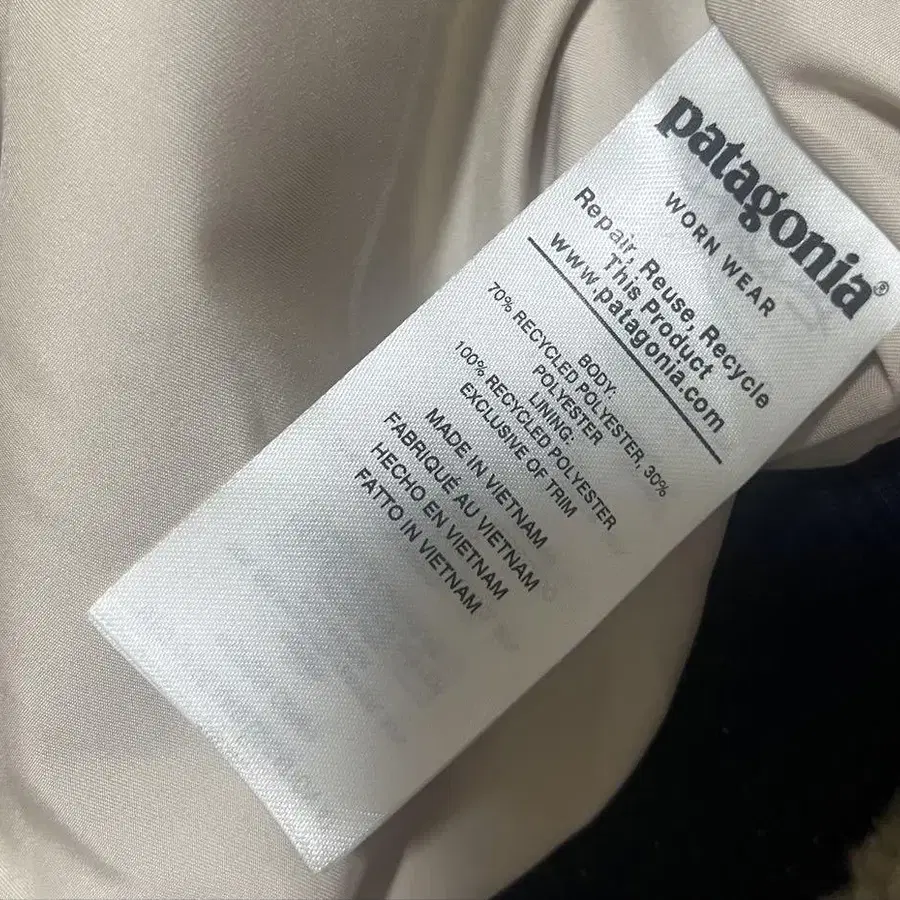 patagonia®
WORN WEAR
Repair, Reuse, Recycle
This Product
www.patagonia.com
BODY:
70% RECYCLED POLYESTER, 30%
POLYESTER
LINING:
100% RECYCLED POLYESTER
EXCLUSIVE OF TRIM
MADE IN VIETNAM
FABRIQUÉ AU VIETNAM
HECHO EN VIETNAM
FATTO IN VIETNAM